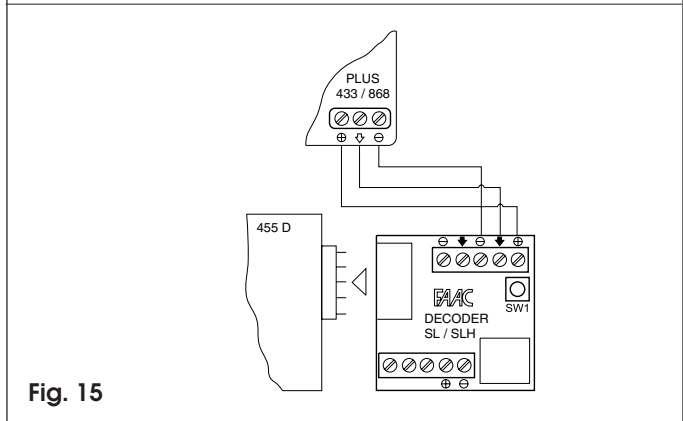 PLUS
433 / 868
⊕ ⇩ ⊖
455 D
⊖ ⬇ ⊖ ⬇ ⊕
FAAC
SW1
DECODER
SL / SLH
⊕ ⊖
Fig. 15